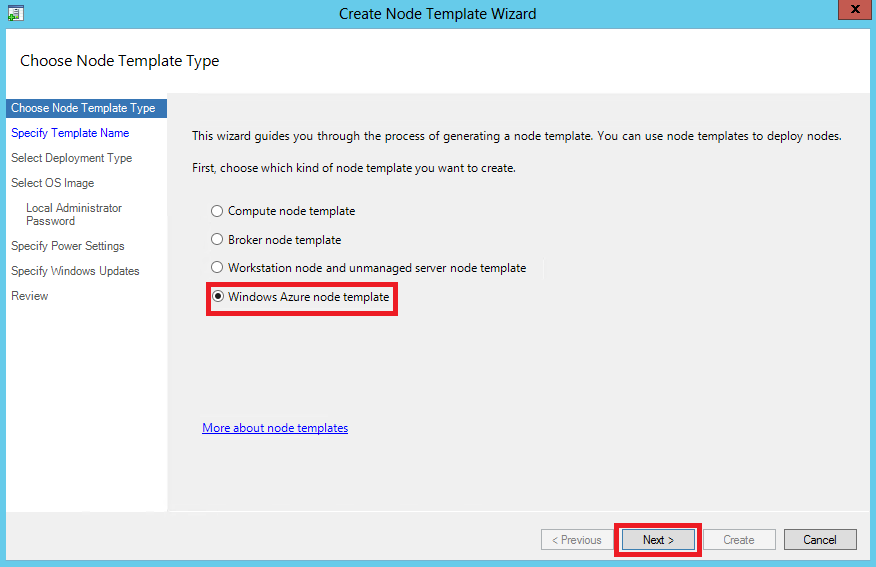 Create Node Template Wizard
x
Choose Node Template Type
Choose Node Template Type
Specify Template Name
Select Deployment Type
Select OS Image
Local Administrator
Password
Specify Power Settings
Specify Windows Updates
Review
This wizard guides you through the process of generating a node template. You can use node templates to deploy nodes.
First, choose which kind of node template you want to create.
Compute node template
Broker node template
Workstation node and unmanaged server node template
Windows Azure node template
More about node templates
< Previous
Next >
Create
Cancel